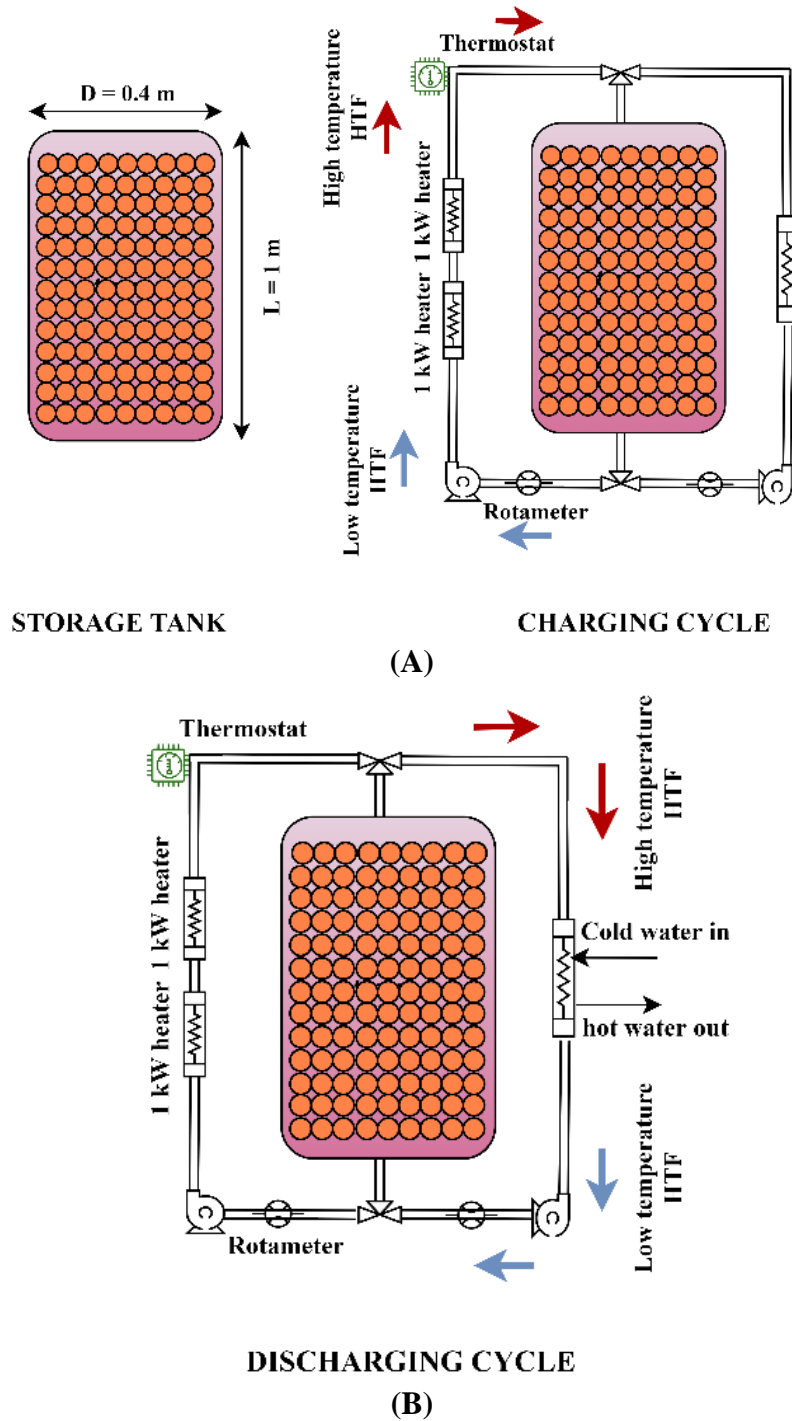 D = 0.4 m
L = 1 m
STORAGE TANK
Thermostat
High temperature
HTF
1 kW heater 1 kW heater
Low temperature
HTF
C
Rotameter
C
CHARGING CYCLE
(A)
Thermostat
High temperature
HTF
1 kW heater 1 kW heater
Cold water in
hot water out
Low temperature
HTF
C
Rotameter
C
DISCHARGING CYCLE
(B)